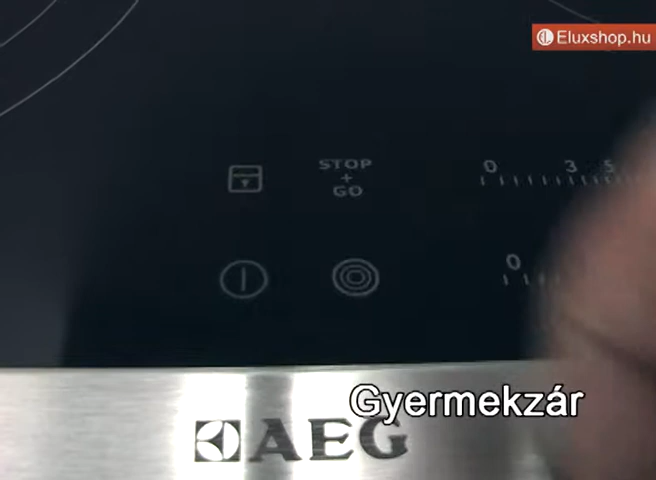 Eluxshop.hu
STOP
+
GO
0 3 5
0
Gyermekzár
AEG